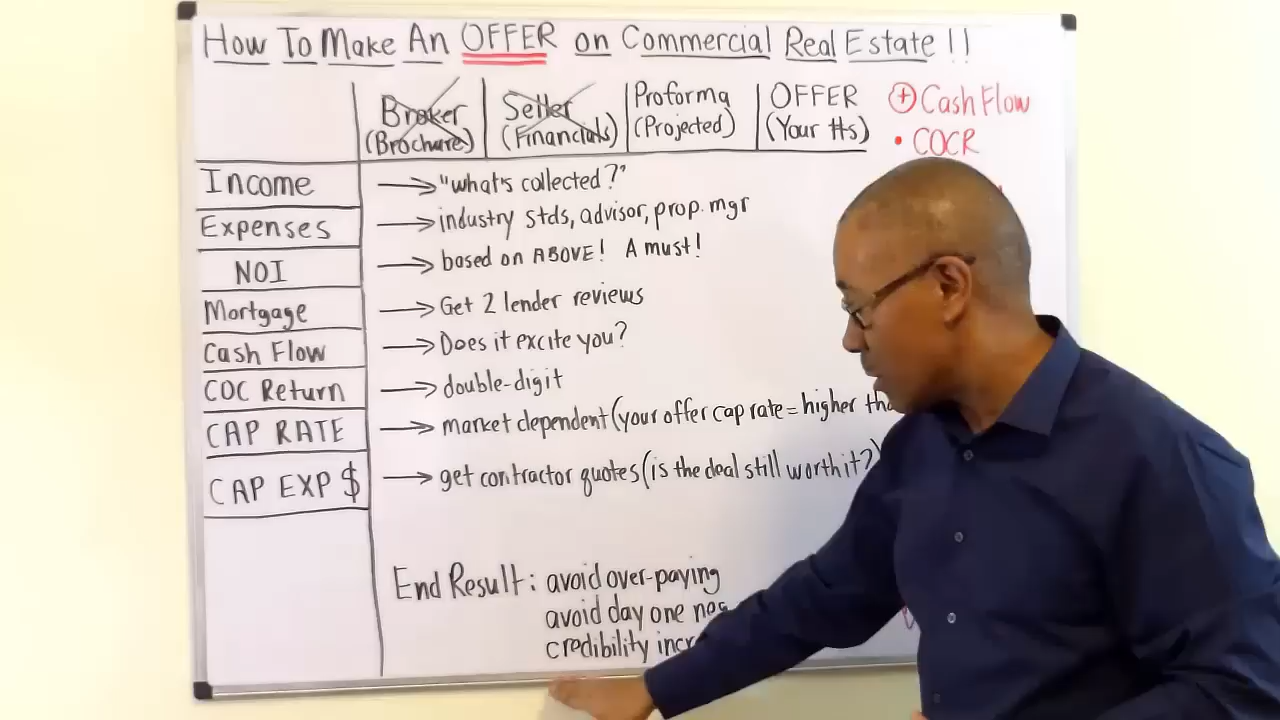 How To Make An OFFER on Commercial Real Estate!!
Broker (Brochure)
Seller (Financials)
Proforma (Projected)
OFFER (Your #s)
+ Cash Flow
• COCR
Income → "what's collected?"
Expenses → industry stds, advisor, prop. mgr
NOI → based on ABOVE! A must!
Mortgage → Get 2 lender reviews
Cash Flow → Does it excite you?
COC Return → double-digit
CAP RATE → market dependent (your offer cap rate = higher
CAP EXP $ → get contractor quotes (is the deal still worth it?)
End Result: avoid over-paying
avoid day one
credibility